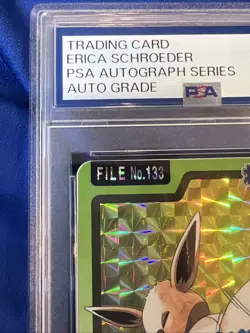 TRADING CARD
ERICA SCHROEDER
PSA AUTOGRAPH SERIES
AUTO GRADE
PSA
FILE No.133